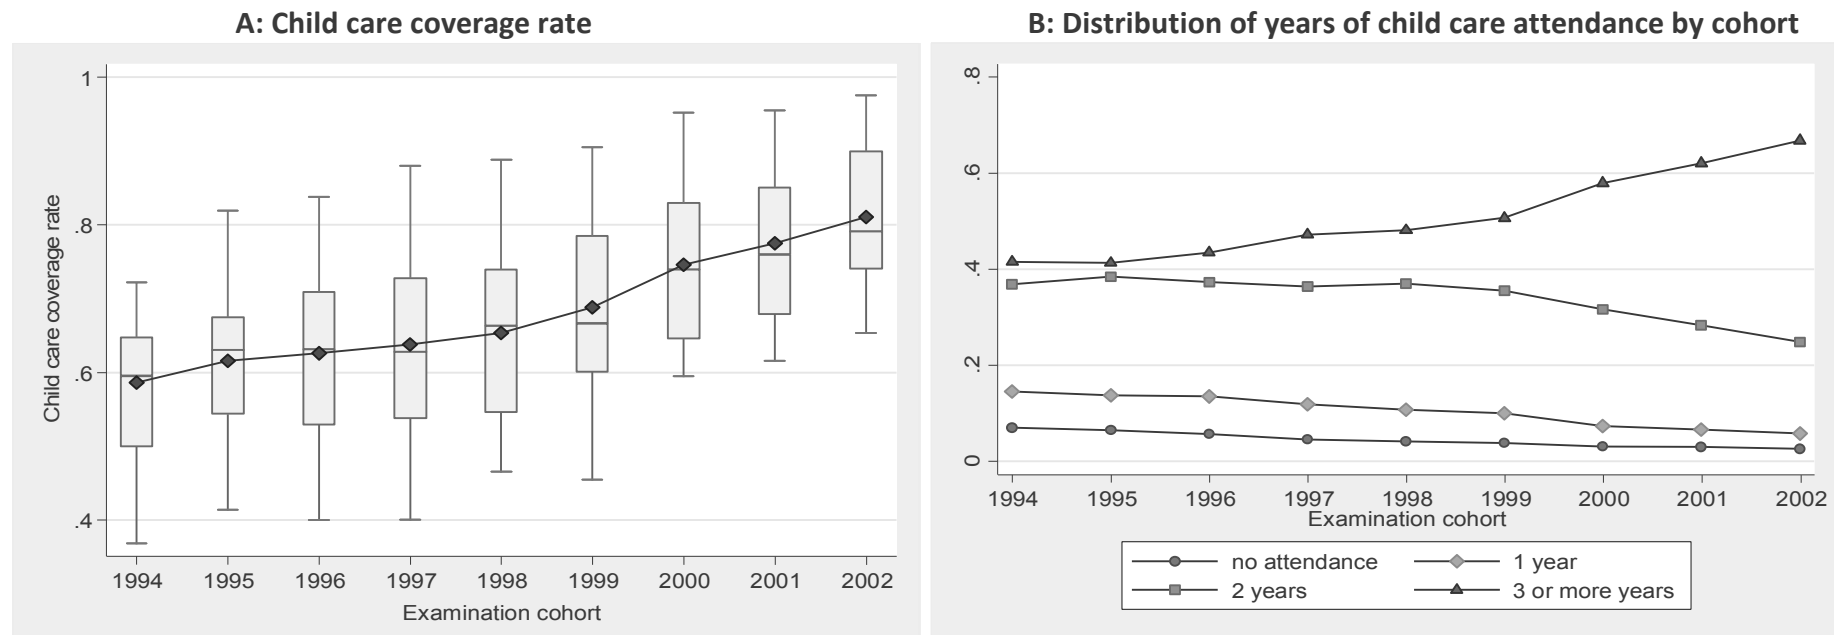 A: Child care coverage rate
Child care coverage rate
1
.8
.6
.4
1994 1995 1996 1997 1998 1999 2000 2001 2002
Examination cohort
B: Distribution of years of child care attendance by cohort
.8
.6
.4
.2
0
1994 1995 1996 1997 1998 1999 2000 2001 2002
Examination cohort
no attendance 1 year
2 years 3 or more years